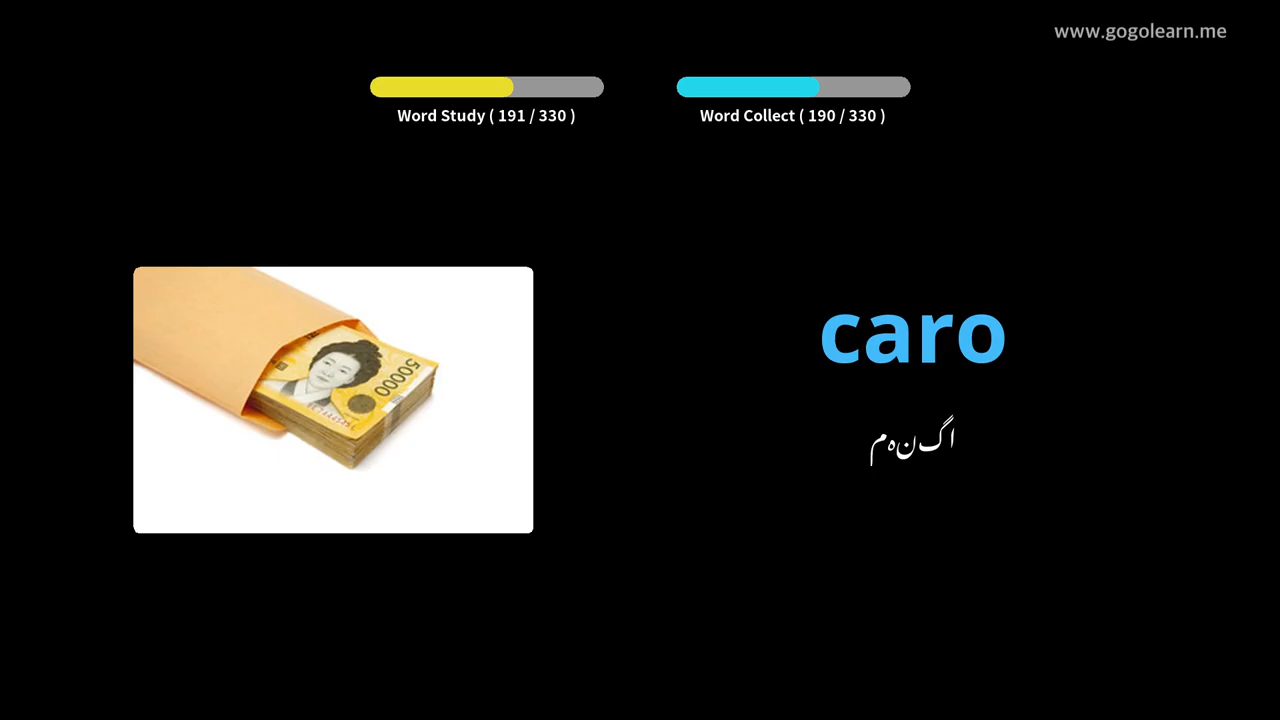 www.gogolearn.me
Word Study ( 191 / 330 )
Word Collect ( 190 / 330 )
50000
caro
اگنہم